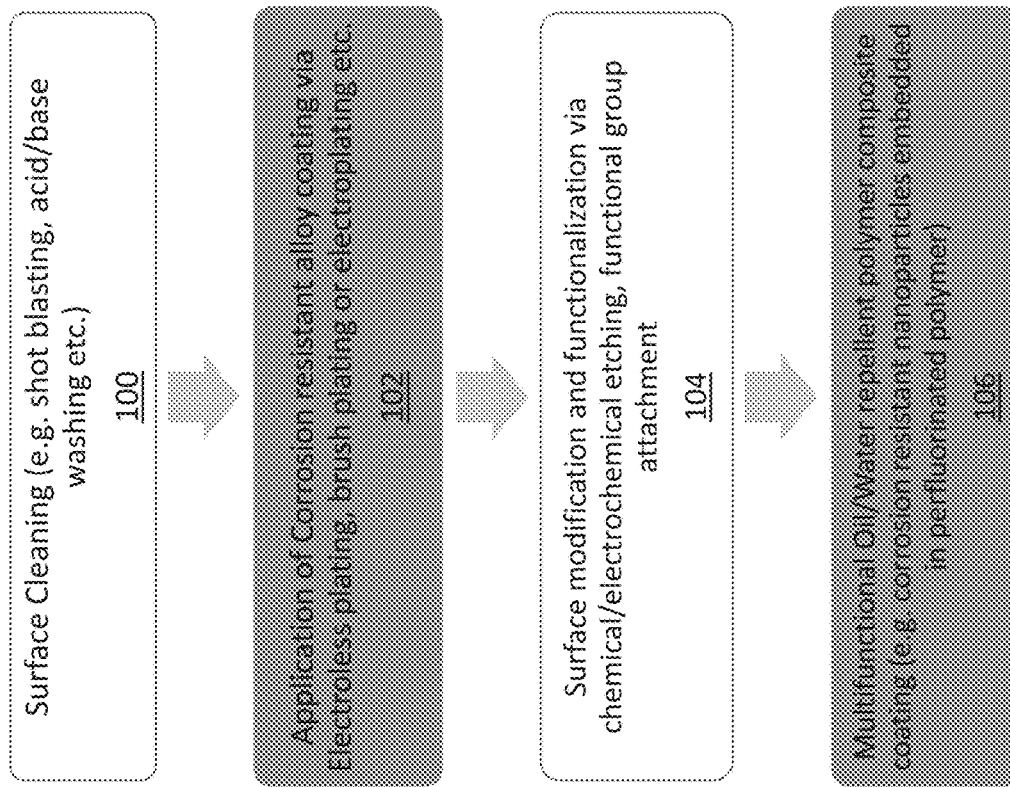 Surface Cleaning (e.g. shot blasting, acid/base
washing etc.)
100
Application of Corrosion resistant alloy coating via
Electroless plating, brush plating or electroplating etc.
102
Surface modification and functionalization via
chemical/electrochemical etching, functional group
attachment
104
Multifunctional Oil/Water repellent polymer composite
coating (e.g. corrosion resistant nanoparticles embedded
in perfluorinated polymer)
106